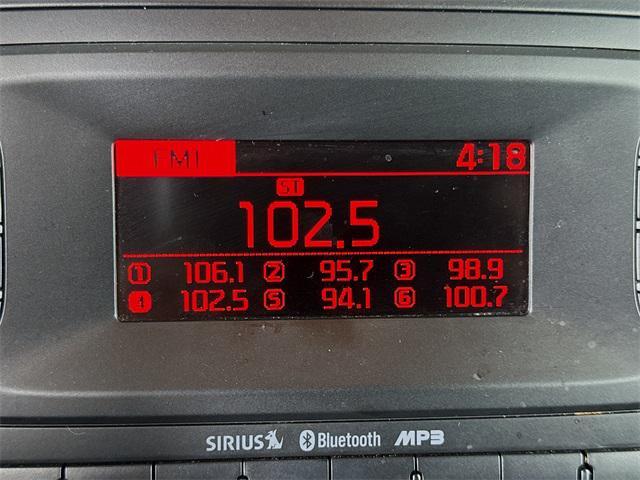 FM1 4:18
ST
102.5
1 106.1 2 95.7 3 98.9
4 102.5 5 94.1 6 100.7
SIRIUS Bluetooth MP3